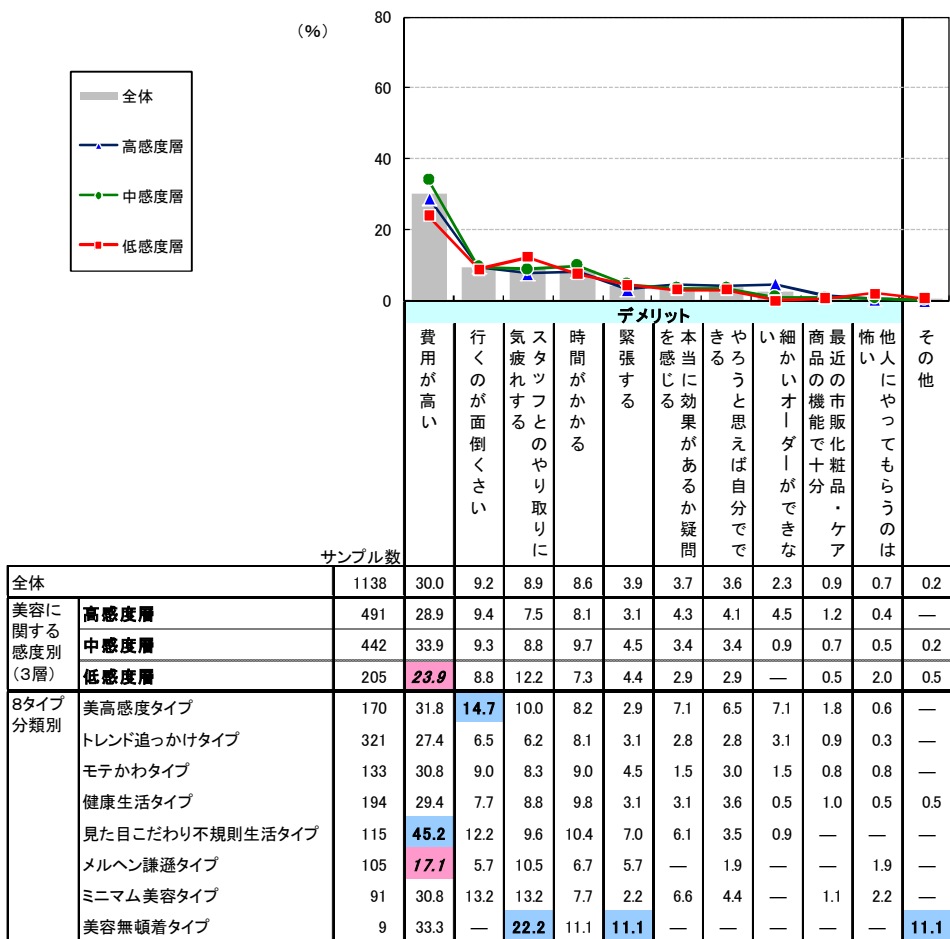 (%)
80
60
40
20
0
全体
高感度層
中感度層
低感度層
デメリット
費用が高い
行くのが面倒くさい
スタッフとのやり取りに
気疲れする
時間がかかる
緊張する
本当に効果があるか疑問
を感じる
やろうと思えば自分でで
きる
細かいオーダーができな
い
最近の市販化粧品・ケア
商品の機能で十分
他人にやってもらうのは
怖い
その他
サンプル数
全体 1138 30.0 9.2 8.9 8.6 3.9 3.7 3.6 2.3 0.9 0.7 0.2
美容に
関する
感度別
(3層)
高感度層 491 28.9 9.4 7.5 8.1 3.1 4.3 4.1 4.5 1.2 0.4 —
中感度層 442 33.9 9.3 8.8 9.7 4.5 3.4 3.4 0.9 0.7 0.5 0.2
低感度層 205 23.9 8.8 12.2 7.3 4.4 2.9 2.9 — 0.5 2.0 0.5
8タイプ
分類別
美高感度タイプ 170 31.8 14.7 10.0 8.2 2.9 7.1 6.5 7.1 1.8 0.6 —
トレンド追っかけタイプ 321 27.4 6.5 6.2 8.1 3.1 2.8 2.8 3.1 0.9 0.3 —
モテかわタイプ 133 30.8 9.0 8.3 9.0 4.5 1.5 3.0 1.5 0.8 0.8 —
健康生活タイプ 194 29.4 7.7 8.8 9.8 3.1 3.1 3.6 0.5 1.0 0.5 0.5
見た目こだわり不規則生活タイプ 115 45.2 12.2 9.6 10.4 7.0 6.1 3.5 0.9 — — —
メルヘン謙遜タイプ 105 17.1 5.7 10.5 6.7 5.7 — 1.9 — — 1.9 —
ミニマム美容タイプ 91 30.8 13.2 13.2 7.7 2.2 6.6 4.4 — 1.1 2.2 —
美容無頓着タイプ 9 33.3 — 22.2 11.1 11.1 — — — — — 11.1